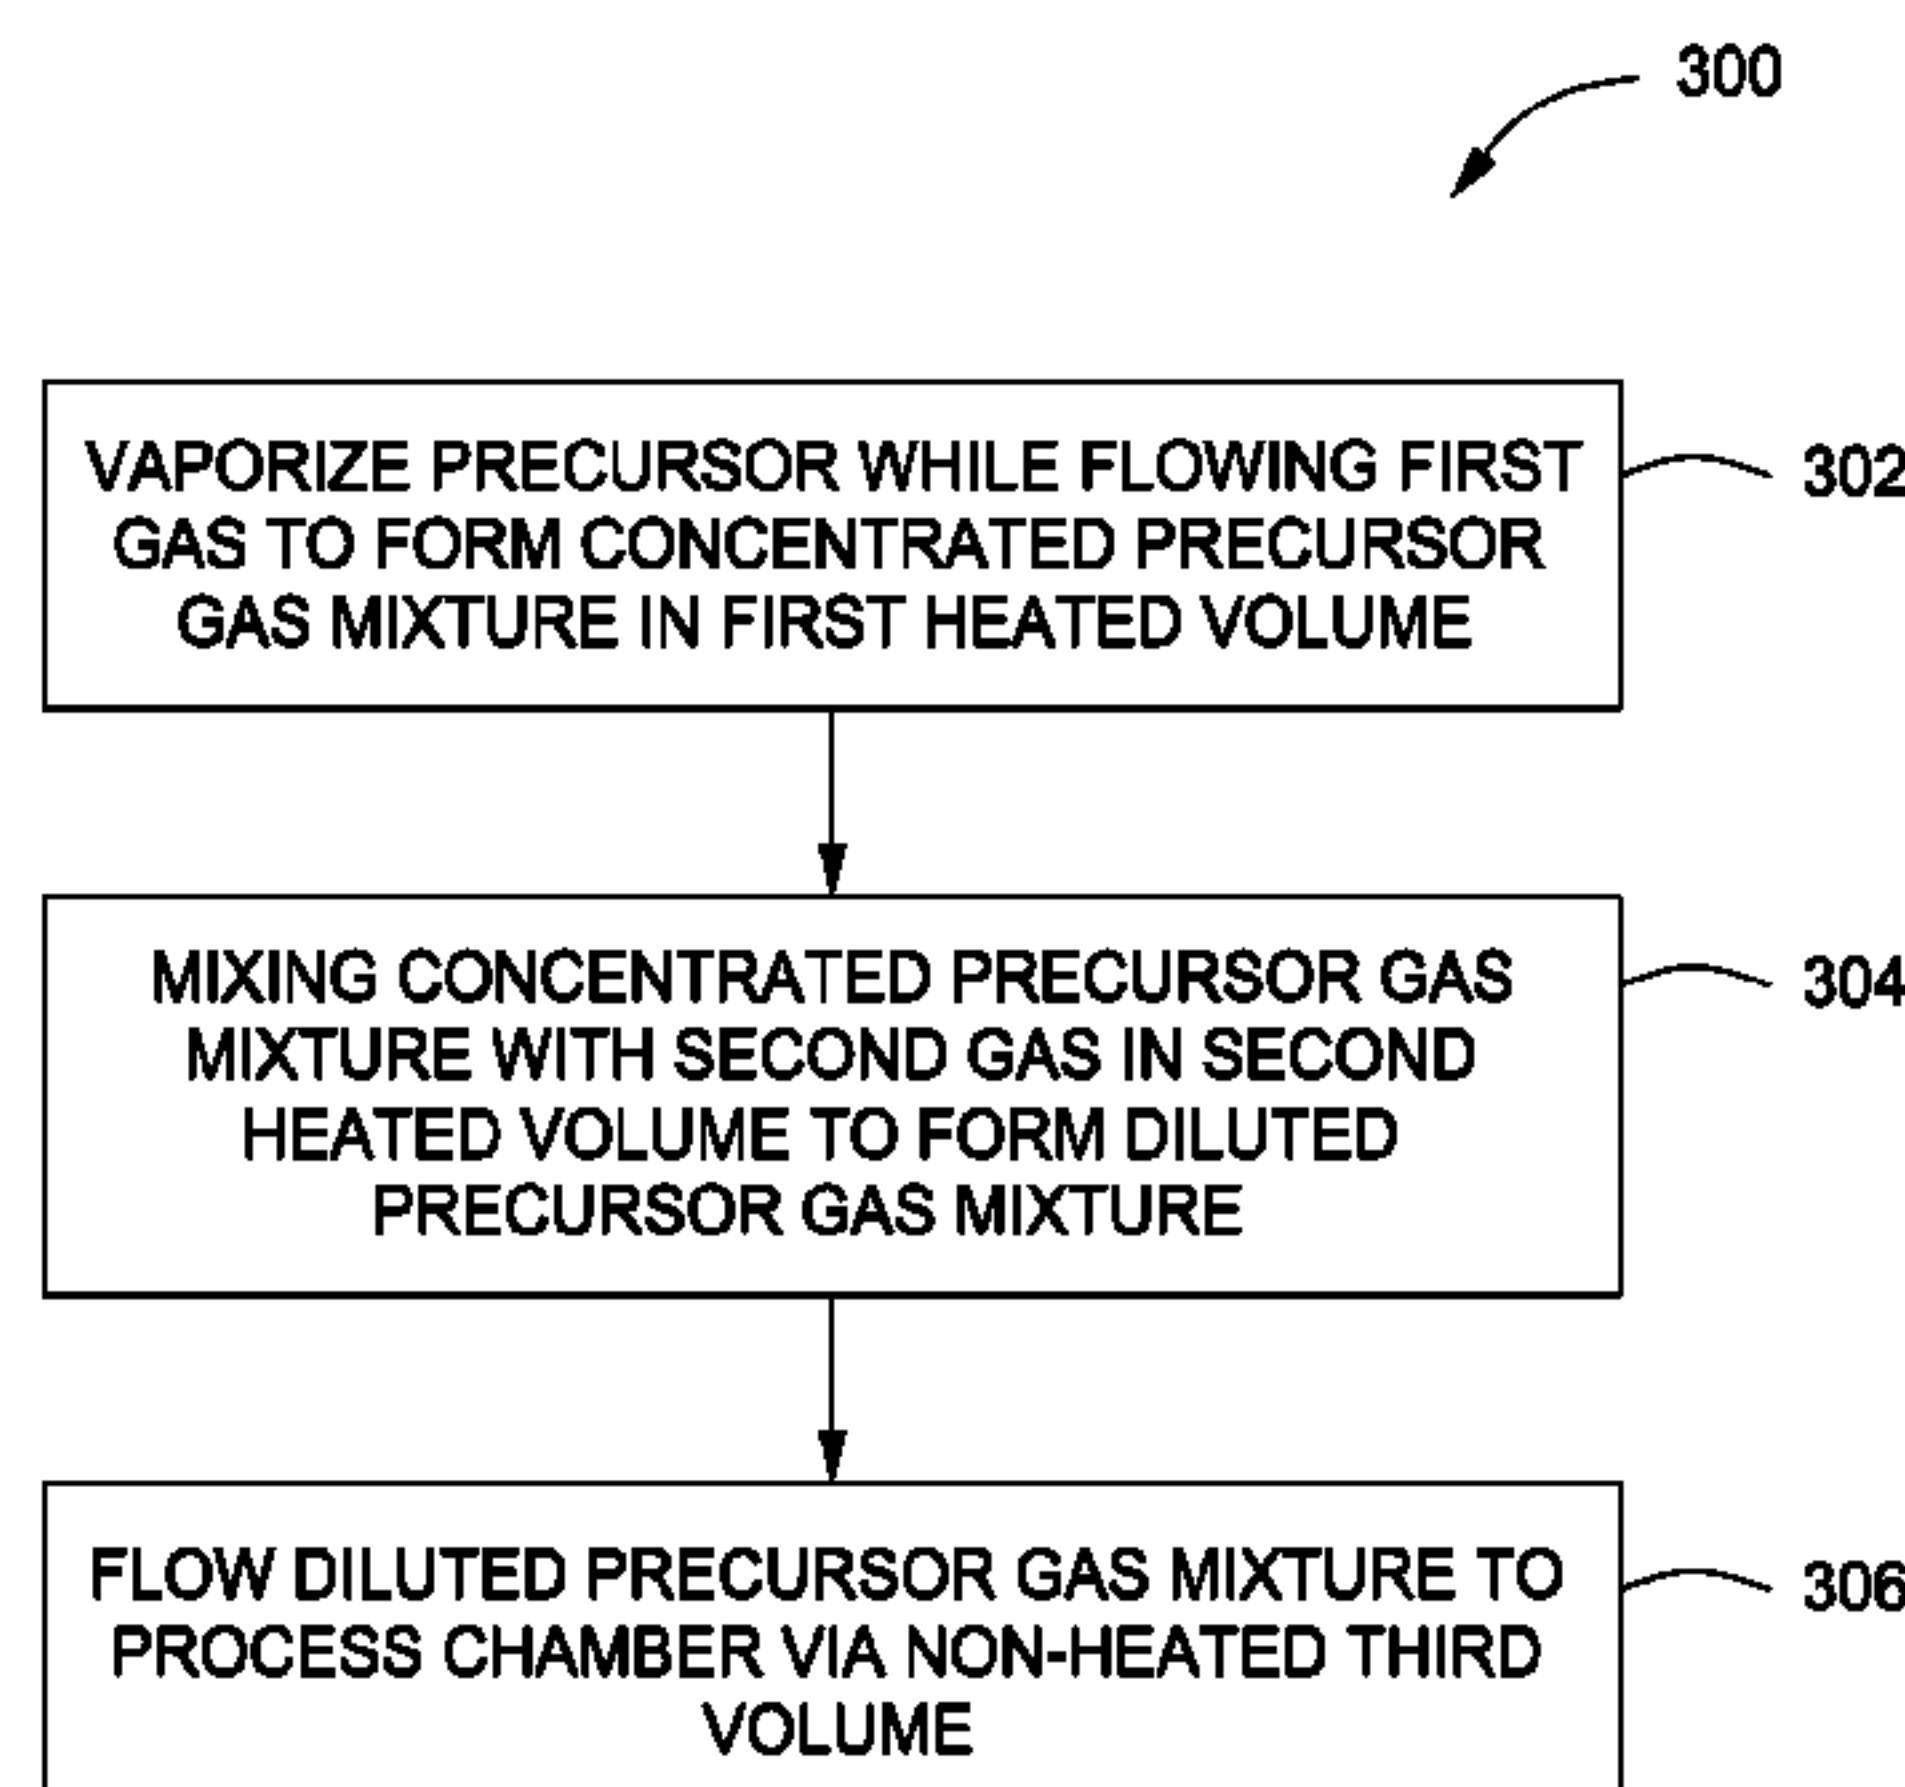 300
VAPORIZE PRECURSOR WHILE FLOWING FIRST
GAS TO FORM CONCENTRATED PRECURSOR
GAS MIXTURE IN FIRST HEATED VOLUME
302
MIXING CONCENTRATED PRECURSOR GAS
MIXTURE WITH SECOND GAS IN SECOND
HEATED VOLUME TO FORM DILUTED
PRECURSOR GAS MIXTURE
304
FLOW DILUTED PRECURSOR GAS MIXTURE TO
PROCESS CHAMBER VIA NON-HEATED THIRD
VOLUME
306